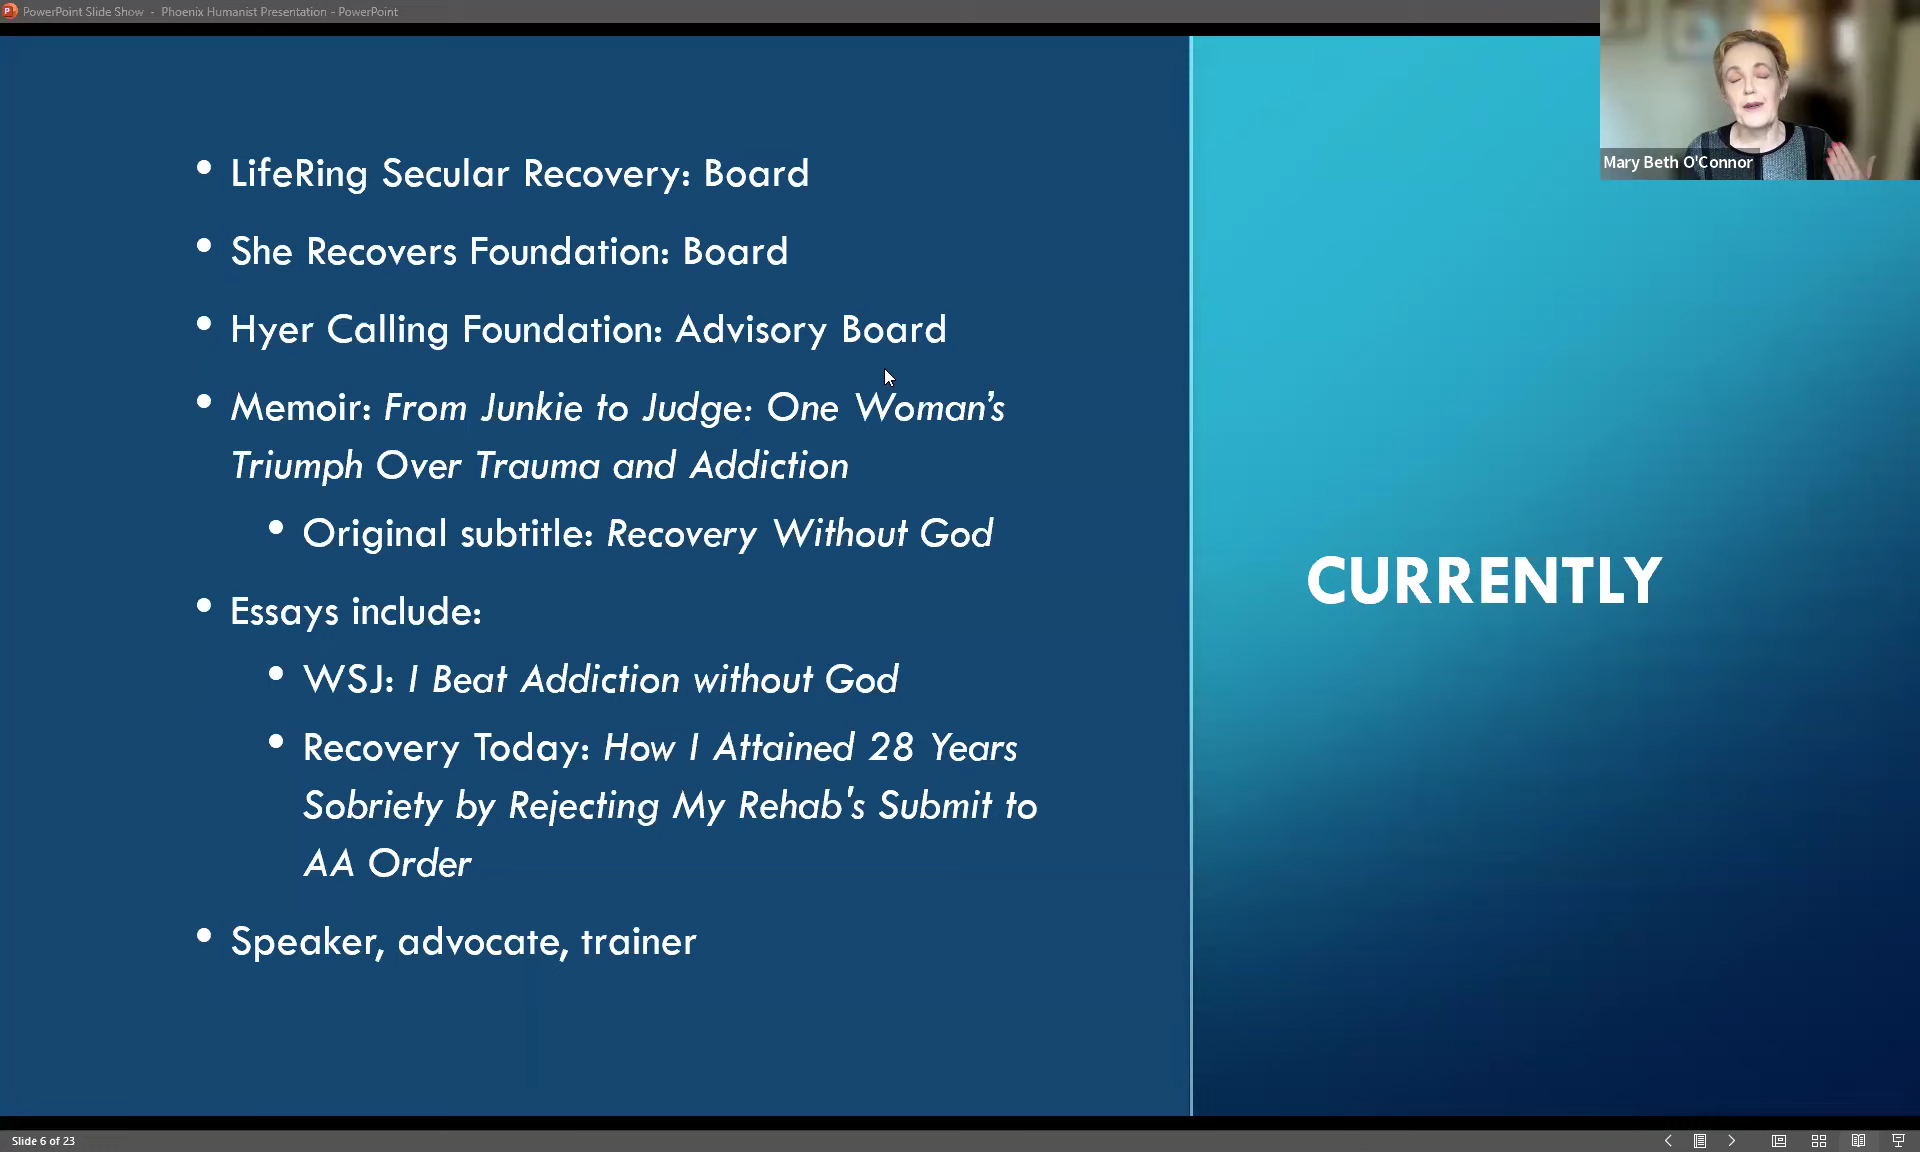 PowerPoint Slide Show - Phoenix Humanist Presentation - PowerPoint
Mary Beth O'Connor
• LifeRing Secular Recovery: Board
• She Recovers Foundation: Board
• Hyer Calling Foundation: Advisory Board
• Memoir: From Junkie to Judge: One Woman’s
Triumph Over Trauma and Addiction
• Original subtitle: Recovery Without God
• Essays include:
• WSJ: I Beat Addiction without God
• Recovery Today: How I Attained 28 Years
Sobriety by Rejecting My Rehab's Submit to
AA Order
• Speaker, advocate, trainer
CURRENTLY
Slide 6 of 23